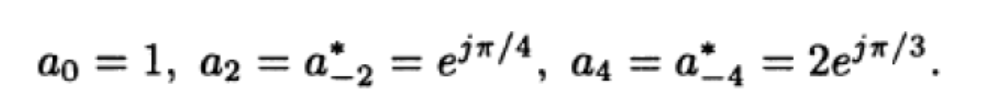 a₀ = 1, a₂ = a*₋₂ = e^{jπ/4}, a₄ = a*₋₄ = 2e^{jπ/3}.